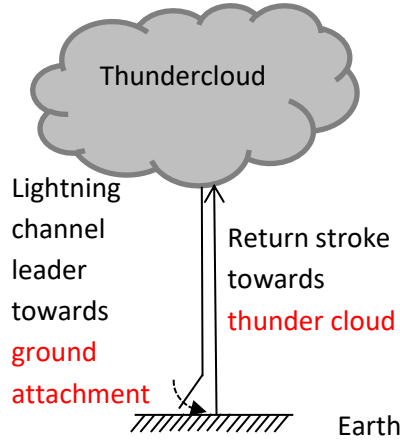 Thundercloud
Lightning
channel
leader
towards
ground
attachment
Return stroke
towards
thunder cloud
Earth